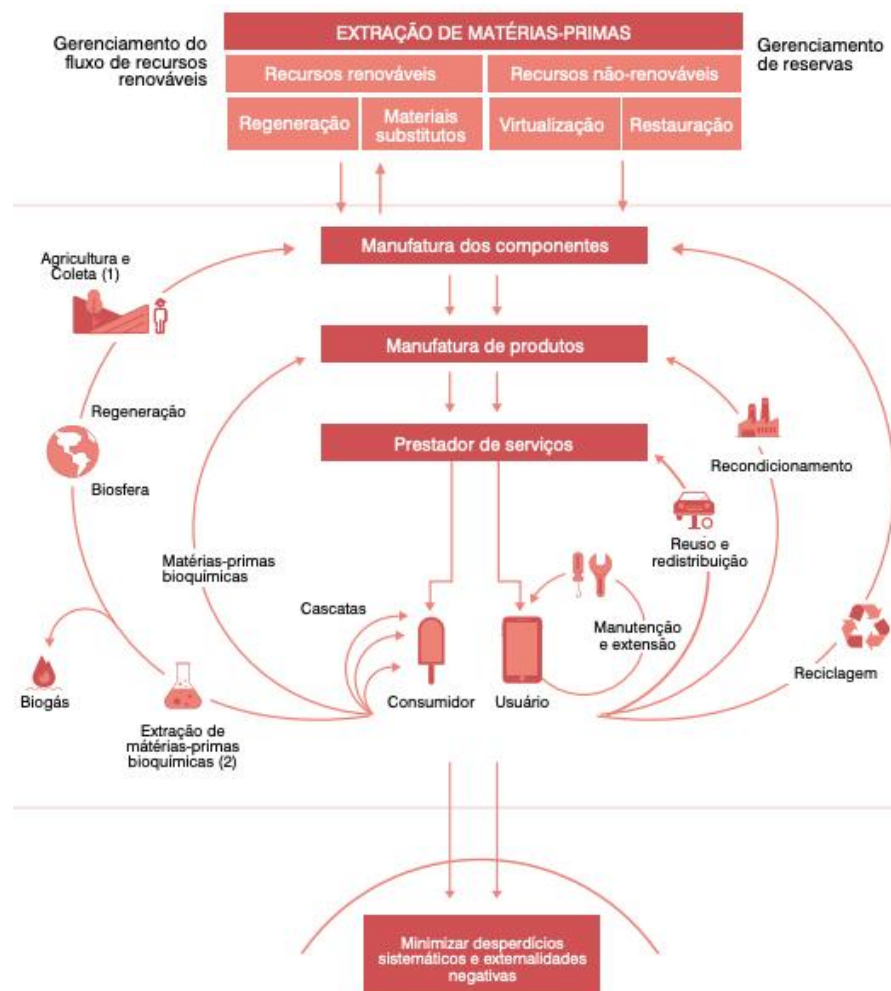 EXTRAÇÃO DE MATÉRIAS-PRIMAS
Gerenciamento do
fluxo de recursos
renováveis
Gerenciamento
de reservas
Recursos renováveis
Recursos não-renováveis
Regeneração
Materiais
substitutos
Virtualização
Restauração
Manufatura dos componentes
Agricultura e
Coleta (1)
Manufatura de produtos
Regeneração
Prestador de serviços
Recondicionamento
Biosfera
Reuso e
redistribuição
Matérias-primas
bioquímicas
Cascatas
Manutenção
e extensão
Reciclagem
Biogás
Consumidor
Usuário
Extração de
mátérias-primas
bioquímicas (2)
Minimizar desperdícios
sistemáticos e externalidades
negativas